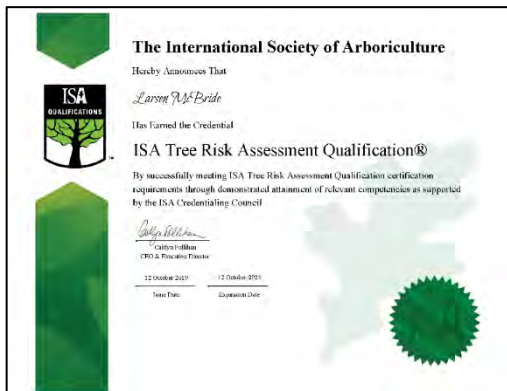 The International Society of Arboriculture
Hereby Announces That
Larsen McBride
Has Earned the Credential
ISA Tree Risk Assessment Qualification®
By successfully meeting ISA Tree Risk Assessment Qualification certification
requirements through demonstrated attainment of relevant competencies as supported
by the ISA Credentialing Council
Caitlyn Pollihan
CEO & Executive Director
12 October 2019 12 October 2024
Issue Date Expiration Date
ISA
QUALIFICATIONS
™